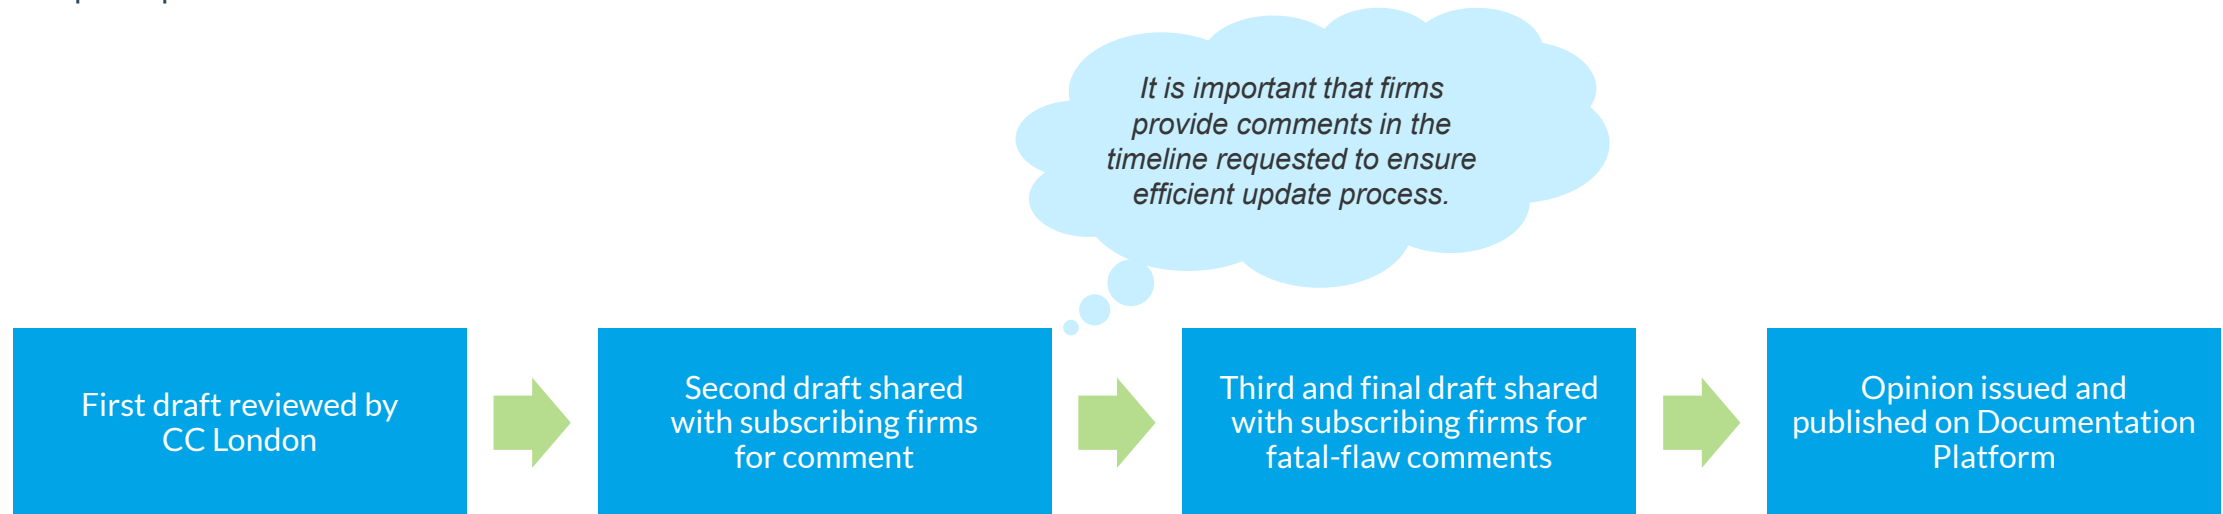 It is important that firms
provide comments in the
timeline requested to ensure
efficient update process.
First draft reviewed by
CC London
Second draft shared
with subscribing firms
for comment
Third and final draft shared
with subscribing firms for
fatal-flaw comments
Opinion issued and
published on Documentation
Platform